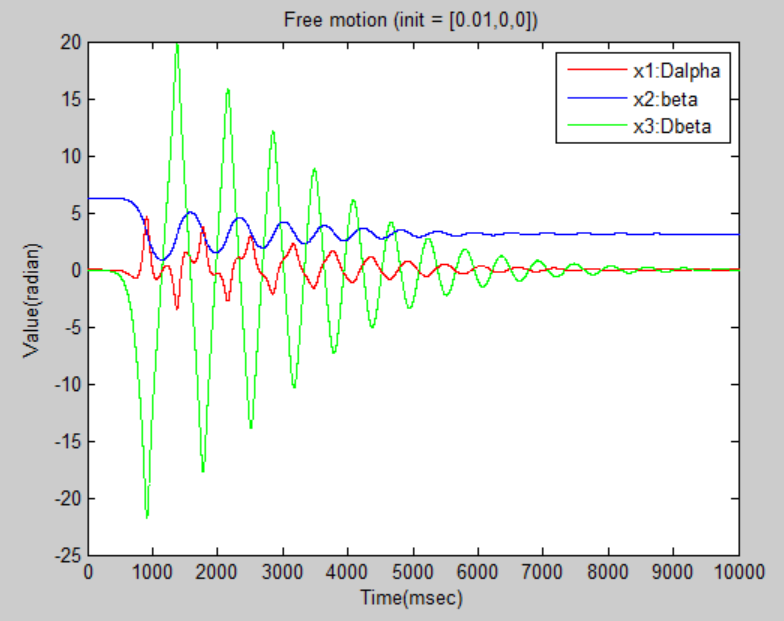 Free motion (init = [0.01,0,0])
20
15
10
5
0
-5
-10
-15
-20
-25
Value(radian)
x1:Dalpha
x2:beta
x3:Dbeta
0 1000 2000 3000 4000 5000 6000 7000 8000 9000 10000
Time(msec)